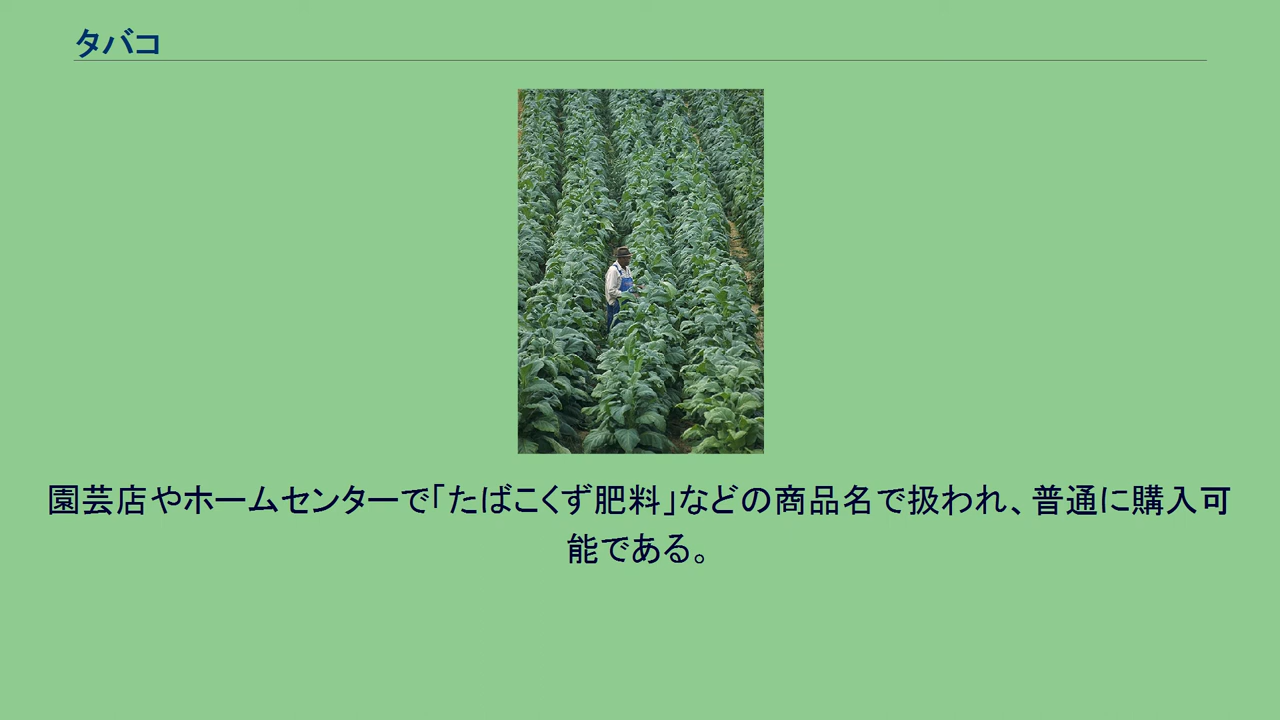 タバコ
園芸店やホームセンターで「たばこくず肥料」などの商品名で扱われ、普通に購入可
能である。